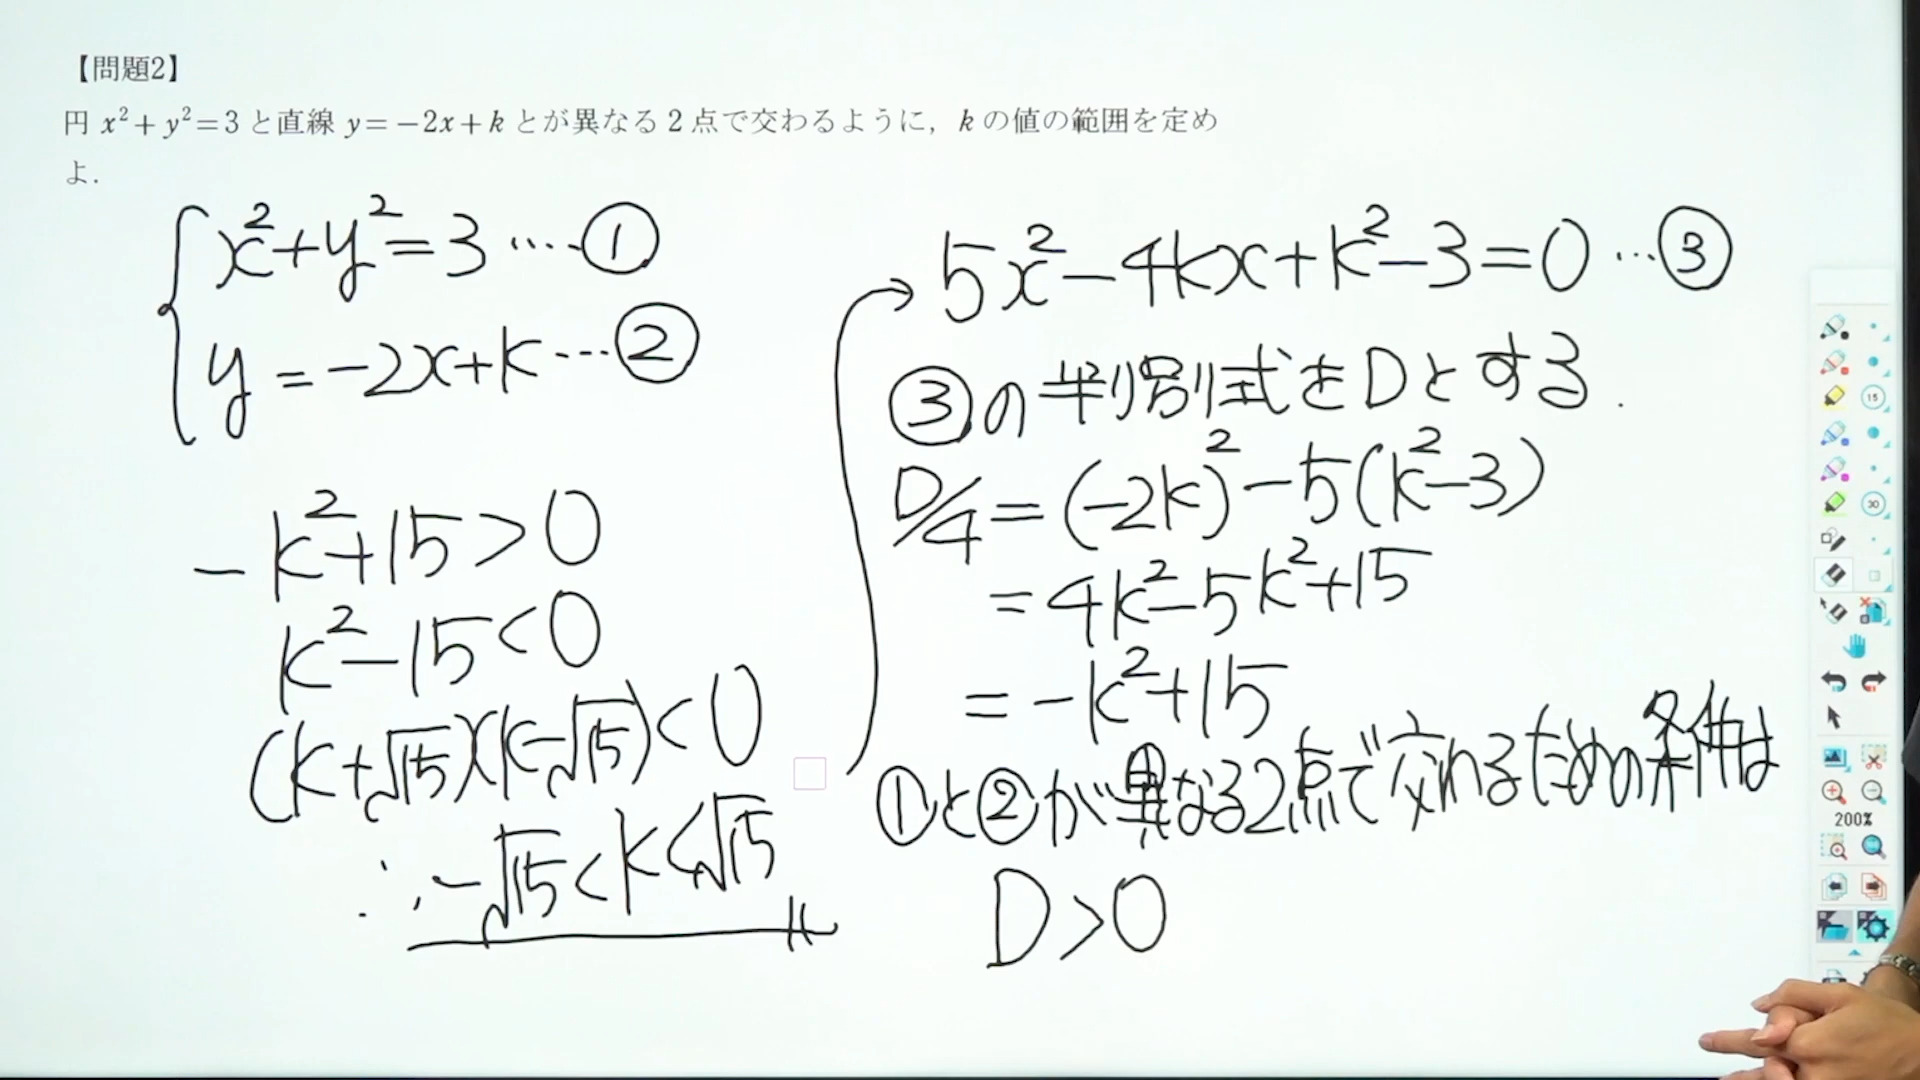 【問題2】
円 x²+y²=3 と直線 y=−2x+k とが異なる2点で交わるように，k の値の範囲を定め
よ．
x²+y²=3 ····①
y=-2x+k ····②
-k²+15>0
k²-15<0
(k+√15)(k-√15)<0
∴ -√15<k<√15
5x²-4kx+k²-3=0 ···③
③の判別式をDとする.
D/4=(-2k)²-5(k²-3)
=4k²-5k²+15
=-k²+15
①と②が異なる2点で交わるための条件は
D>0
15
30
200%